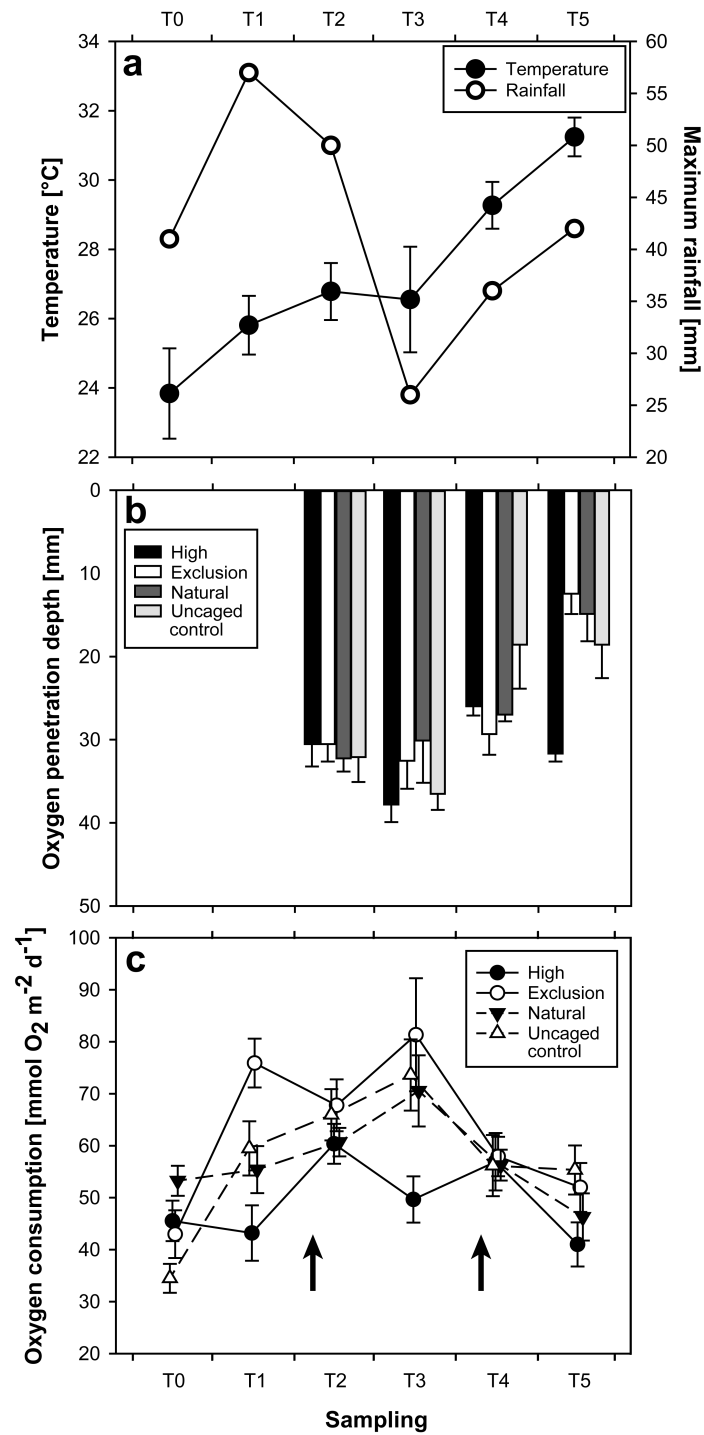 T0 T1 T2 T3 T4 T5
a
Temperature
Rainfall
34
32
30
28
26
24
22
Temperature [°C]
60
55
50
45
40
35
30
25
20
Maximum rainfall [mm]
b
High
Exclusion
Natural
Uncaged
control
0
10
20
30
40
50
Oxygen penetration depth [mm]
c
High
Exclusion
Natural
Uncaged
control
100
90
80
70
60
50
40
30
20
Oxygen consumption [mmol O2 m-2 d-1]
T0 T1 T2 T3 T4 T5
Sampling